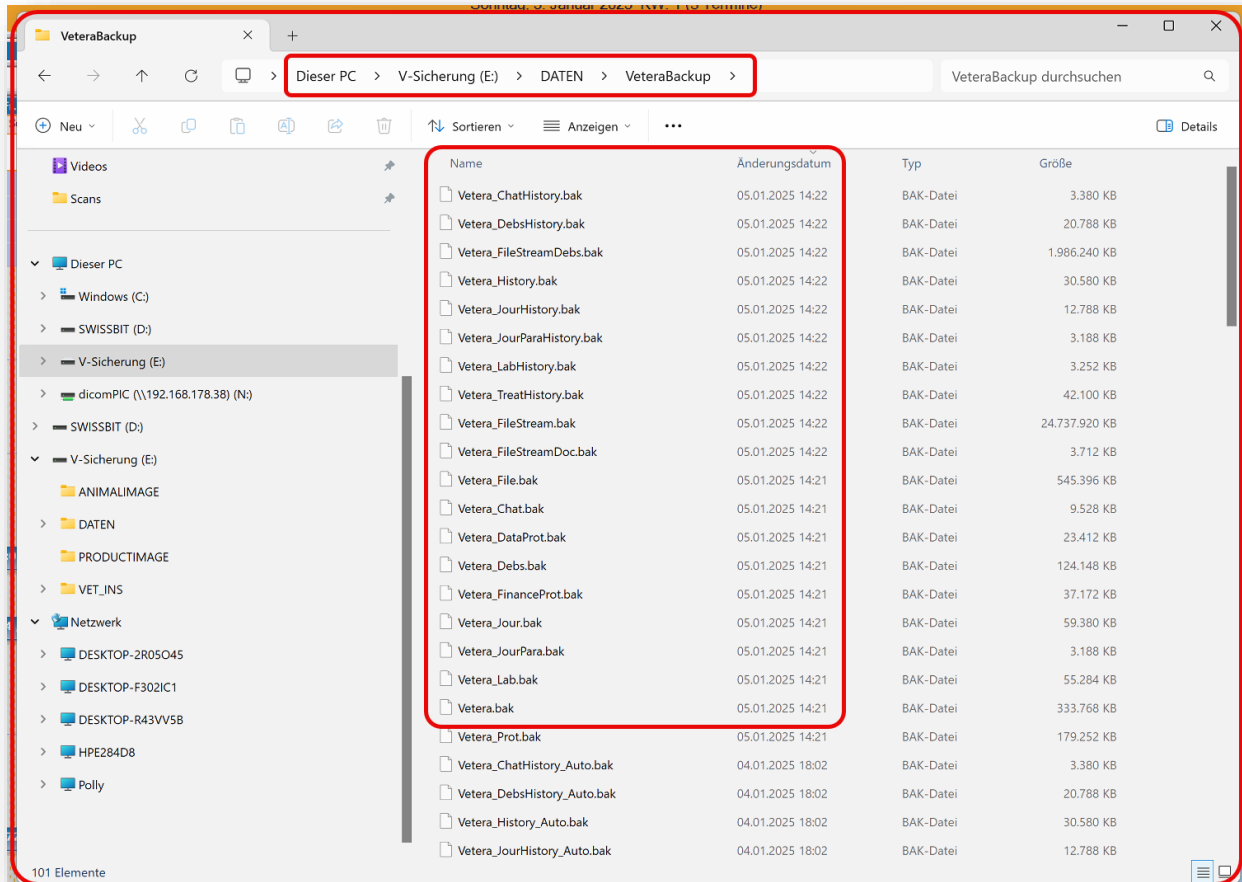 Sonntag, 5. Januar 2025 KW: 1 (3 Termine)
VeteraBackup
Dieser PC > V-Sicherung (E:) > DATEN > VeteraBackup >
VeteraBackup durchsuchen
Neu
Sortieren
Anzeigen
Details
Videos
Scans
Dieser PC
Windows (C:)
SWISSBIT (D:)
V-Sicherung (E:)
dicomPIC (\\192.168.178.38) (N:)
SWISSBIT (D:)
V-Sicherung (E:)
ANIMALIMAGE
DATEN
PRODUCTIMAGE
VET_INS
Netzwerk
DESKTOP-2R05O45
DESKTOP-F302IC1
DESKTOP-R43VV5B
HPE284D8
Polly
Name Änderungsdatum Typ Größe
Vetera_ChatHistory.bak 05.01.2025 14:22 BAK-Datei 3.380 KB
Vetera_DebsHistory.bak 05.01.2025 14:22 BAK-Datei 20.788 KB
Vetera_FileStreamDebs.bak 05.01.2025 14:22 BAK-Datei 1.986.240 KB
Vetera_History.bak 05.01.2025 14:22 BAK-Datei 30.580 KB
Vetera_JourHistory.bak 05.01.2025 14:22 BAK-Datei 12.788 KB
Vetera_JourParaHistory.bak 05.01.2025 14:22 BAK-Datei 3.188 KB
Vetera_LabHistory.bak 05.01.2025 14:22 BAK-Datei 3.252 KB
Vetera_TreatHistory.bak 05.01.2025 14:22 BAK-Datei 42.100 KB
Vetera_FileStream.bak 05.01.2025 14:22 BAK-Datei 24.737.920 KB
Vetera_FileStreamDoc.bak 05.01.2025 14:22 BAK-Datei 3.712 KB
Vetera_File.bak 05.01.2025 14:21 BAK-Datei 545.396 KB
Vetera_Chat.bak 05.01.2025 14:21 BAK-Datei 9.528 KB
Vetera_DataProt.bak 05.01.2025 14:21 BAK-Datei 23.412 KB
Vetera_Debs.bak 05.01.2025 14:21 BAK-Datei 124.148 KB
Vetera_FinanceProt.bak 05.01.2025 14:21 BAK-Datei 37.172 KB
Vetera_Jour.bak 05.01.2025 14:21 BAK-Datei 59.380 KB
Vetera_JourPara.bak 05.01.2025 14:21 BAK-Datei 3.188 KB
Vetera_Lab.bak 05.01.2025 14:21 BAK-Datei 55.284 KB
Vetera.bak 05.01.2025 14:21 BAK-Datei 333.768 KB
Vetera_Prot.bak 05.01.2025 14:21 BAK-Datei 179.252 KB
Vetera_ChatHistory_Auto.bak 04.01.2025 18:02 BAK-Datei 3.380 KB
Vetera_DebsHistory_Auto.bak 04.01.2025 18:02 BAK-Datei 20.788 KB
Vetera_History_Auto.bak 04.01.2025 18:02 BAK-Datei 30.580 KB
Vetera_JourHistory_Auto.bak 04.01.2025 18:02 BAK-Datei 12.788 KB
101 Elemente